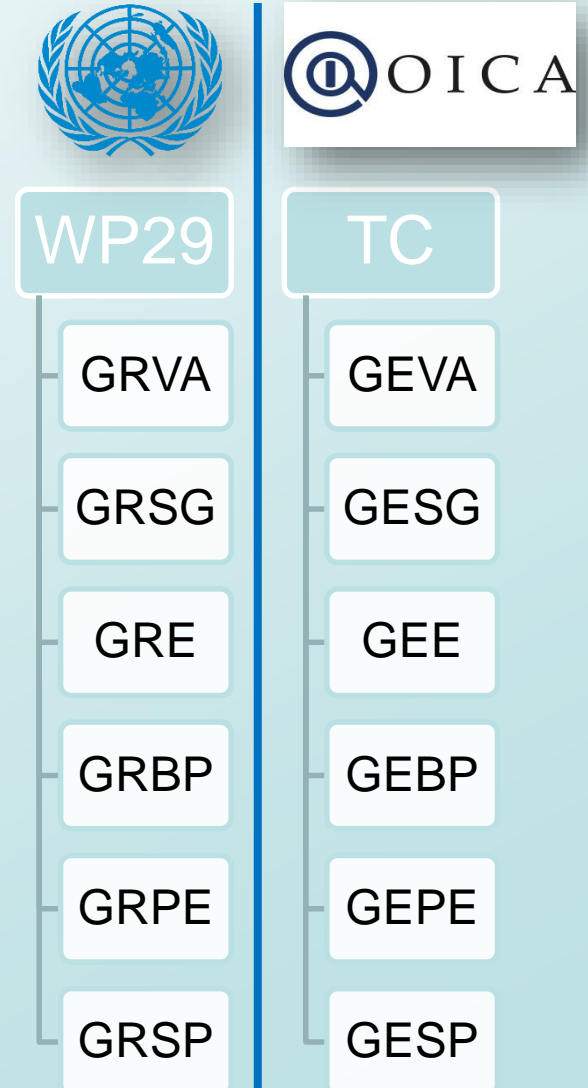 OICA
WP29
GRVA
GRSG
GRE
GRBP
GRPE
GRSP
TC
GEVA
GESG
GEE
GEBP
GEPE
GESP